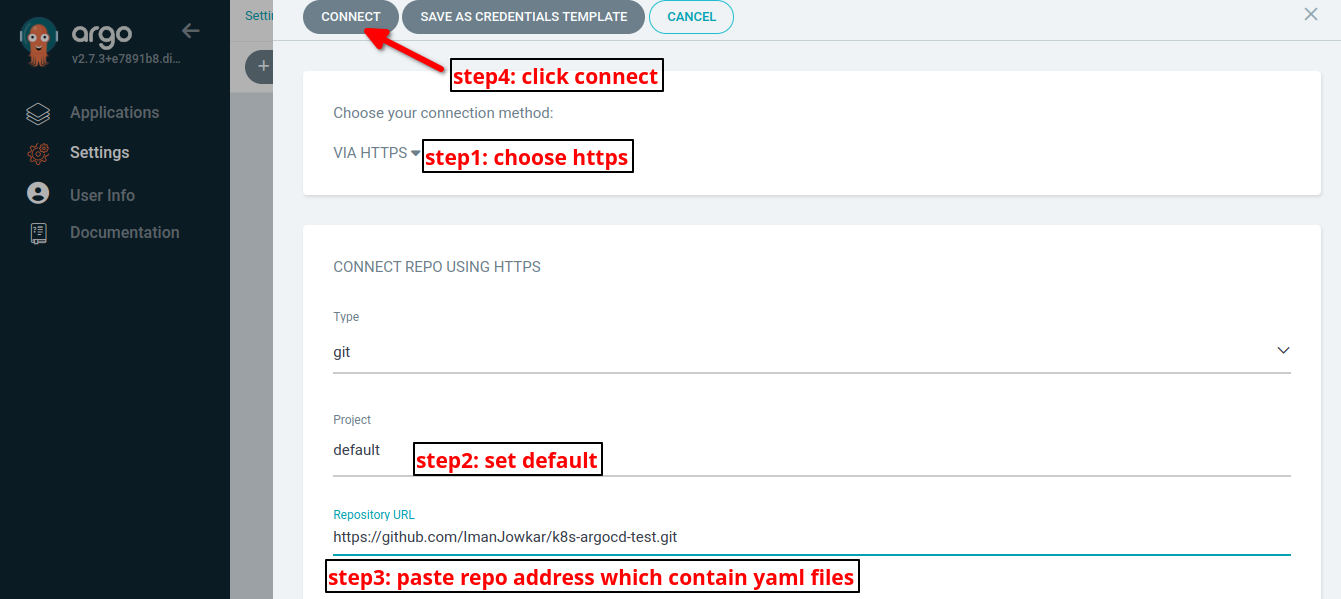 argo
v2.7.3+e7891b8.di...
Applications
Settings
User Info
Documentation
Settin
+
CONNECT
SAVE AS CREDENTIALS TEMPLATE
CANCEL
step4: click connect
Choose your connection method:
VIA HTTPS
step1: choose https
CONNECT REPO USING HTTPS
Type
git
Project
default
step2: set default
Repository URL
https://github.com/ImanJowkar/k8s-argocd-test.git
step3: paste repo address which contain yaml files